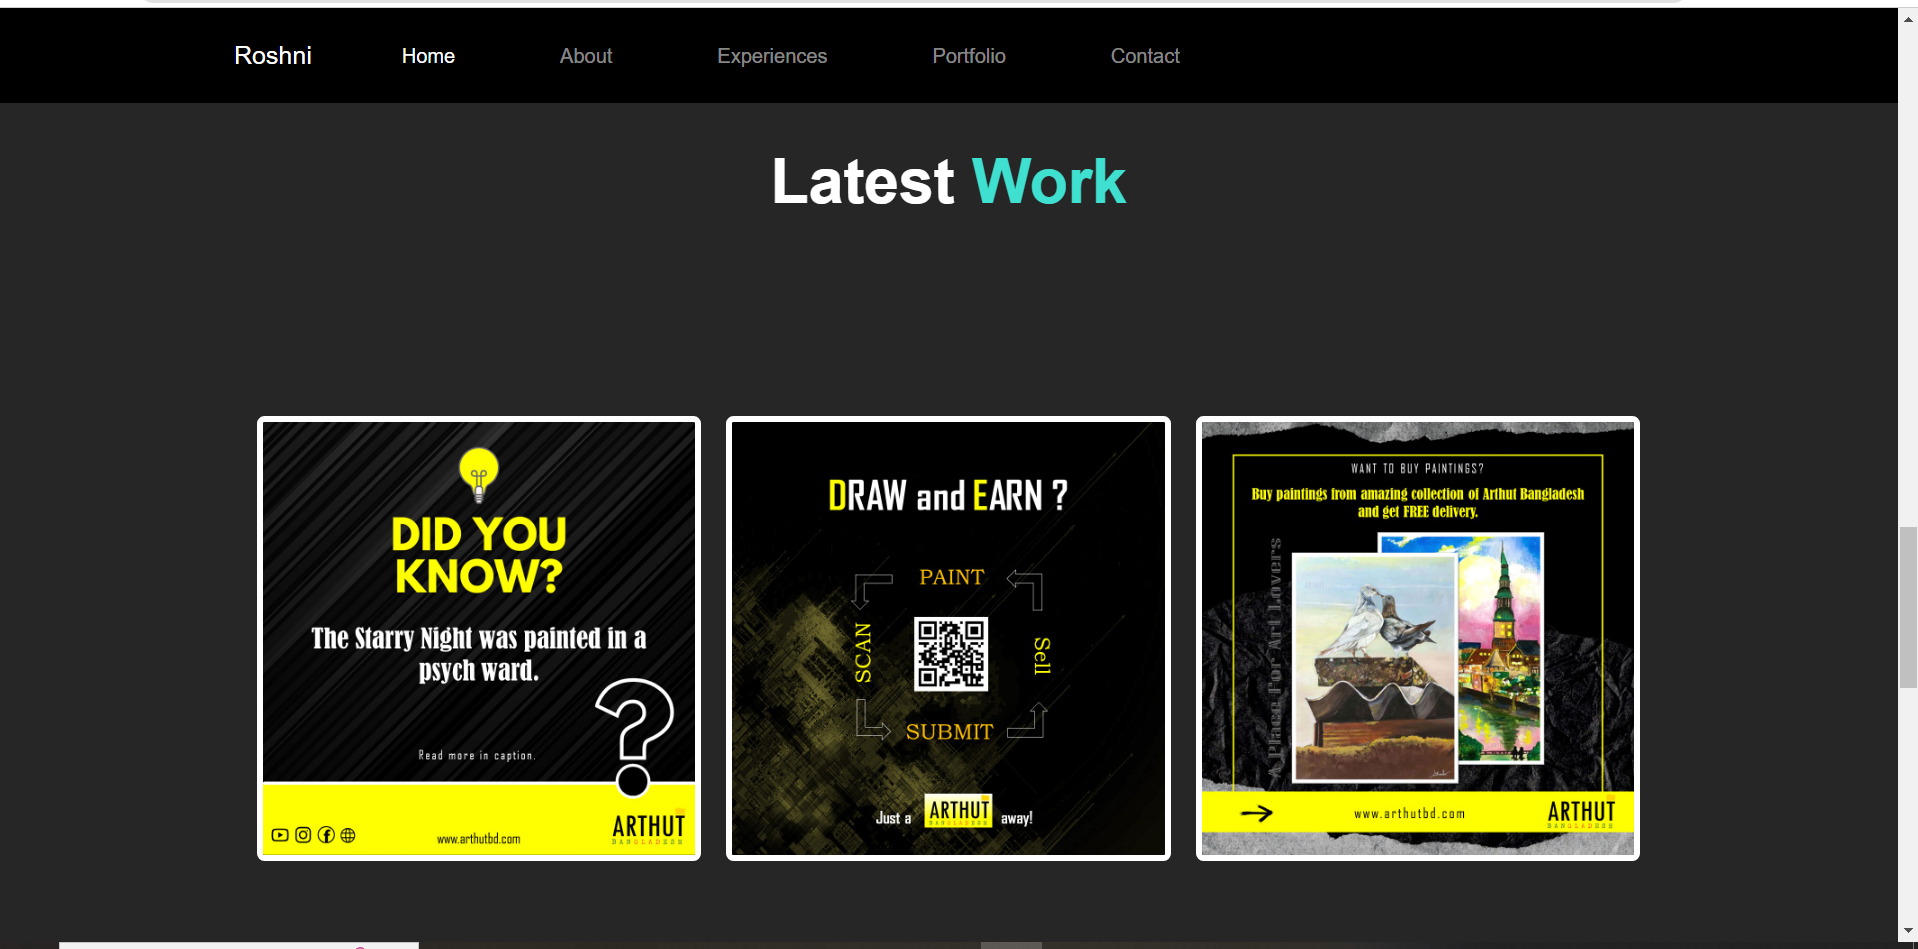 Roshni Home About Experiences Portfolio Contact
Latest Work
DID YOU
KNOW?
The Starry Night was painted in a
psych ward.
Read more in caption.
www.arthutbd.com
ARTHUT
BANGLADESH
DRAW and EARN ?
PAINT
SCAN
Sell
SUBMIT
Just a ARTHUT away!
BANGLADESH
WANT TO BUY PAINTINGS?
Buy paintings from amazing collection of Arthut Bangladesh
and get FREE delivery.
A Place For Art Lovers
www.arthutbd.com
ARTHUT
BANGLADESH